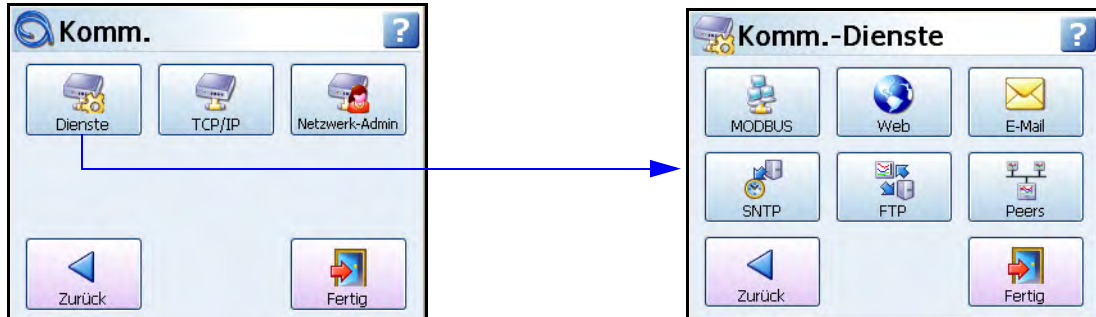 Komm.
?
Dienste
TCP/IP
Netzwerk-Admin
Zurück
Fertig
Komm.-Dienste
?
MODBUS
Web
E-Mail
SNTP
FTP
Peers
Zurück
Fertig